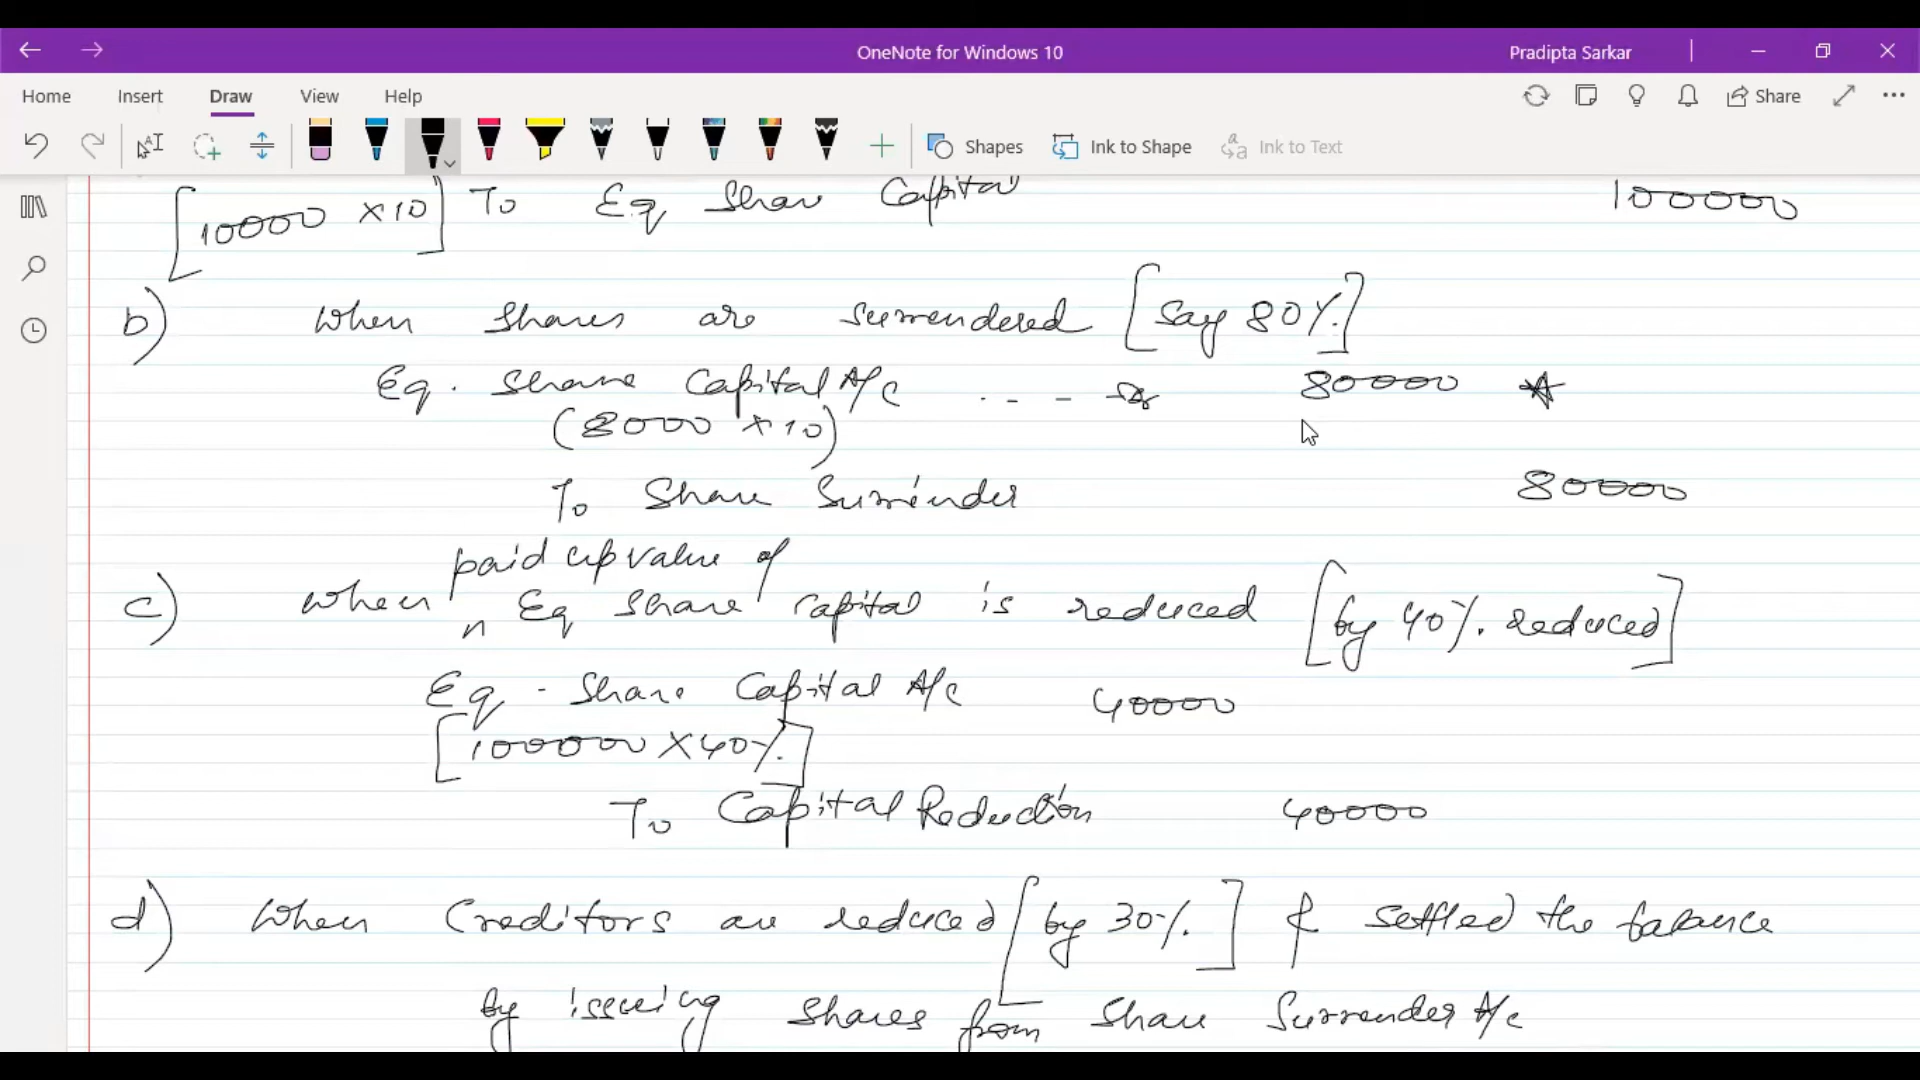 OneNote for Windows 10
Pradipta Sarkar
Home Insert Draw View Help
Share
Shapes Ink to Shape Ink to Text
[10000 × 10] To Eq Share Capital 100000
b) When Shares are Surrendered [Say 80%.]
Eq. Share Capital A/c .. - - Dr 80000
(8000 × 10)
To Share Surrender 80000
paid up value of
c) When Eq Share Capital is reduced [by 40%. reduced]
Eq - Share Capital A/c 40000
[100000 × 40%.]
To Capital Reduction 40000
d) When Creditors are reduced [by 30%.] & Settled the balance
by issuing shares from Share Surrender A/c